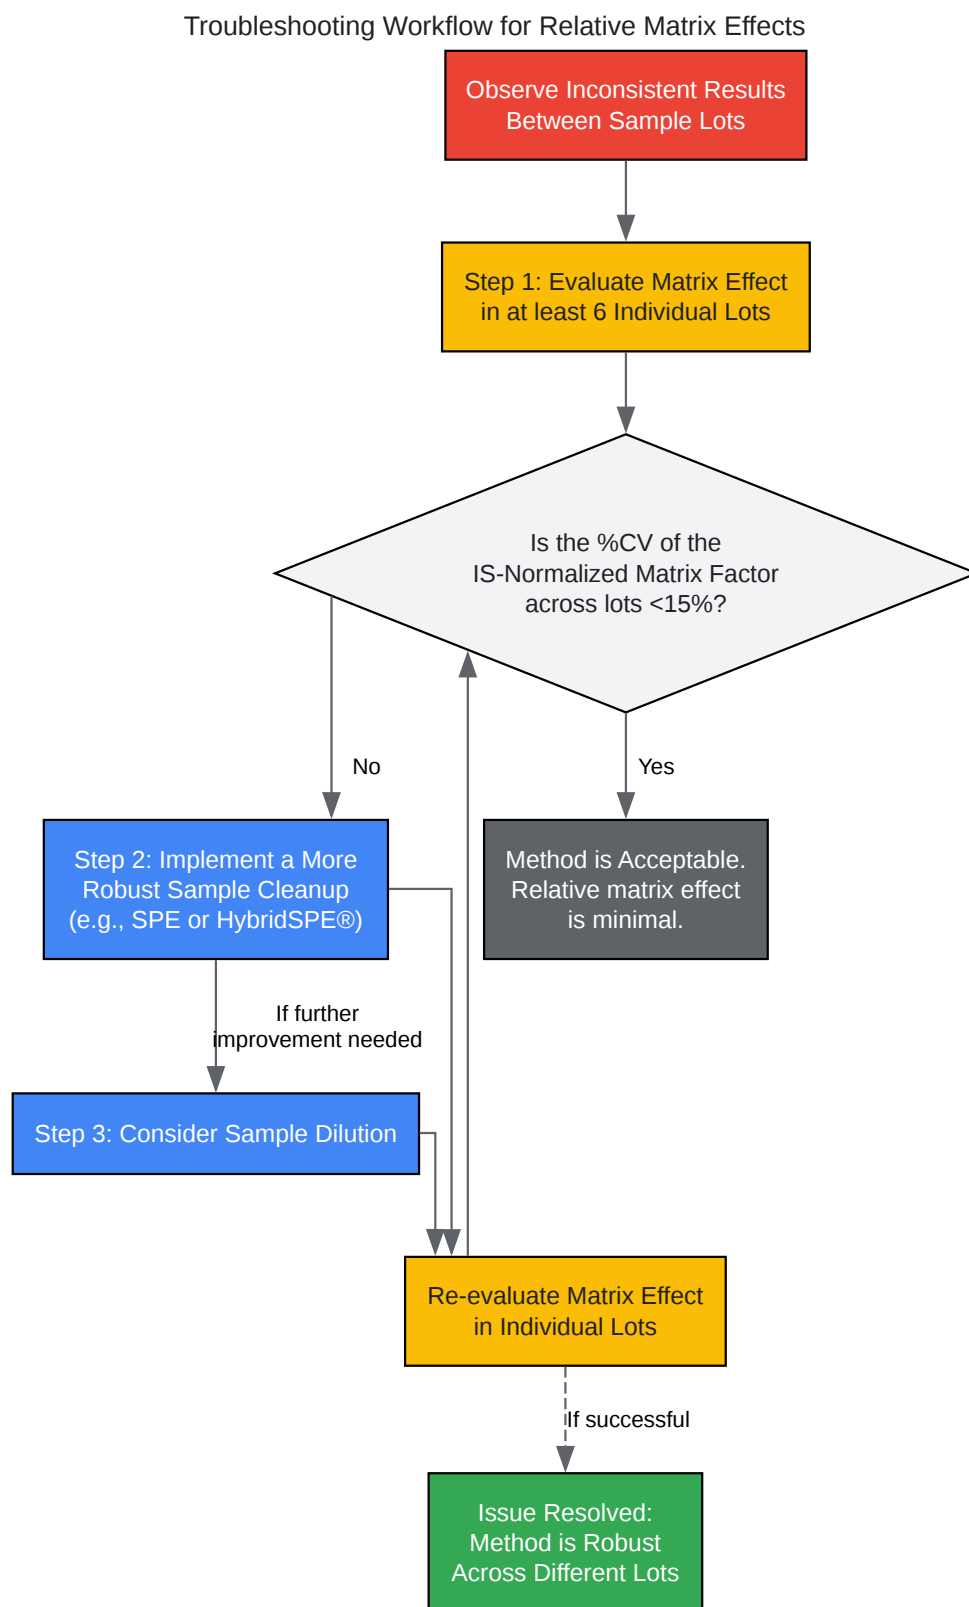 Troubleshooting Workflow for Relative Matrix Effects
Observe Inconsistent Results
Between Sample Lots
Step 1: Evaluate Matrix Effect
in at least 6 Individual Lots
Is the %CV of the
IS-Normalized Matrix Factor
across lots <15%?
No
Yes
Step 2: Implement a More
Robust Sample Cleanup
(e.g., SPE or HybridSPE®)
Method is Acceptable.
Relative matrix effect
is minimal.
If further
improvement needed
Step 3: Consider Sample Dilution
Re-evaluate Matrix Effect
in Individual Lots
If successful
Issue Resolved:
Method is Robust
Across Different Lots